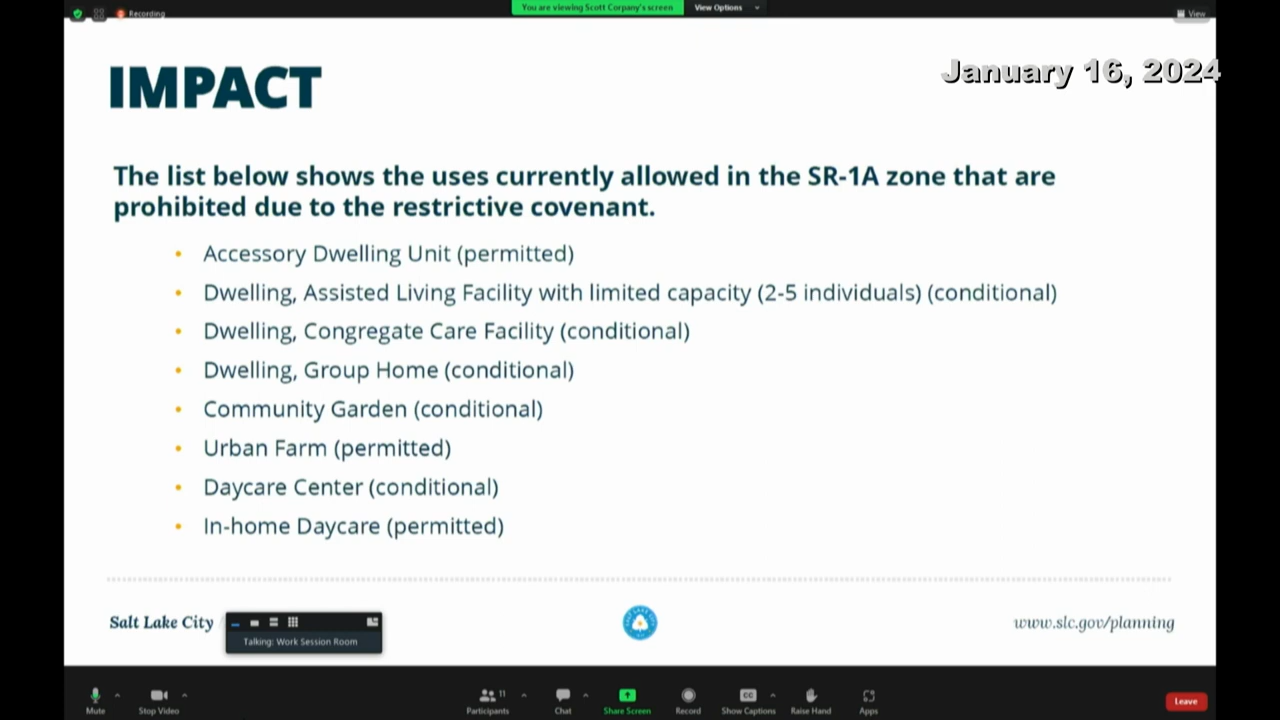 Recording
You are viewing Scott Corpany's screen
View Options
View
January 16, 2024
IMPACT
The list below shows the uses currently allowed in the SR-1A zone that are
prohibited due to the restrictive covenant.
• Accessory Dwelling Unit (permitted)
• Dwelling, Assisted Living Facility with limited capacity (2-5 individuals) (conditional)
• Dwelling, Congregate Care Facility (conditional)
• Dwelling, Group Home (conditional)
• Community Garden (conditional)
• Urban Farm (permitted)
• Daycare Center (conditional)
• In-home Daycare (permitted)
Salt Lake City
Talking: Work Session Room
www.slc.gov/planning
Mute
Stop Video
Participants
11
Chat
Share Screen
Record
CC
Show Captions
Raise Hand
Apps
Leave